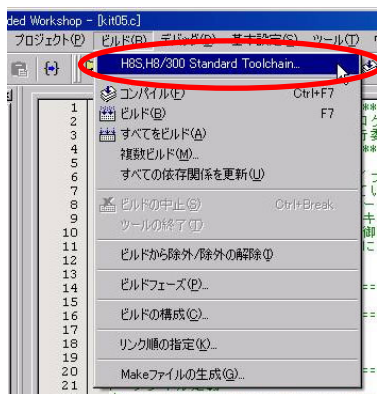 ded Workshop - [kit05.c]
プロジェクト(P) ビルド(B) デバッグ(D) 基本設定(S) ツール(T)
H8S,H8/300 Standard Toolchain...
コンパイル(F) Ctrl+F7
ビルド(B) F7
すべてをビルド(A)
複数ビルド(M)...
すべての依存関係を更新(U)
ビルドの中止(S) Ctrl+Break
ツールの終了(T)
ビルドから除外/除外の解除(I)
ビルドフェーズ(P)...
ビルドの構成(C)...
リンク順の指定(K)...
Makeファイルの生成(G)...
1
2
3
4
5
6
7
8
9
10
11
12
13
14
15
16
17
18
19
20
21